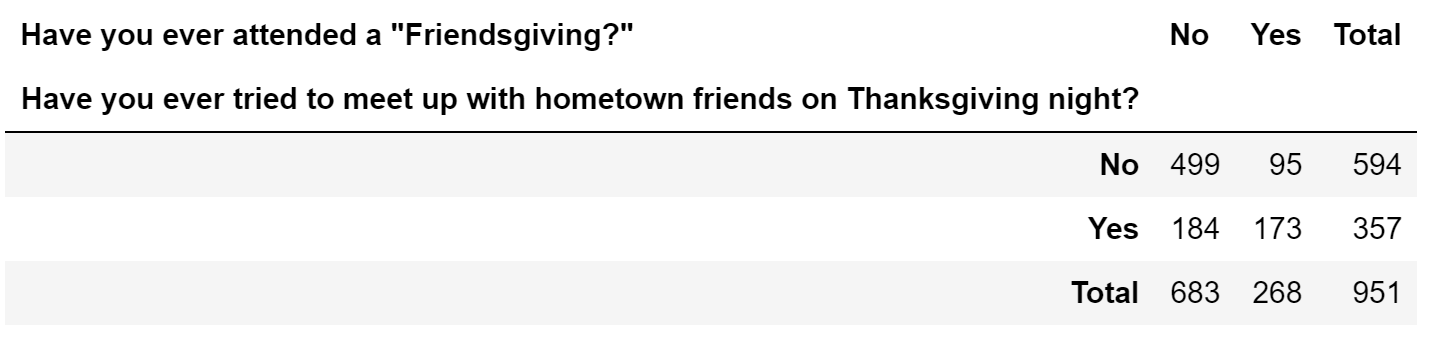 Have you ever attended a "Friendsgiving?" No Yes Total
Have you ever tried to meet up with hometown friends on Thanksgiving night?
No 499 95 594
Yes 184 173 357
Total 683 268 951